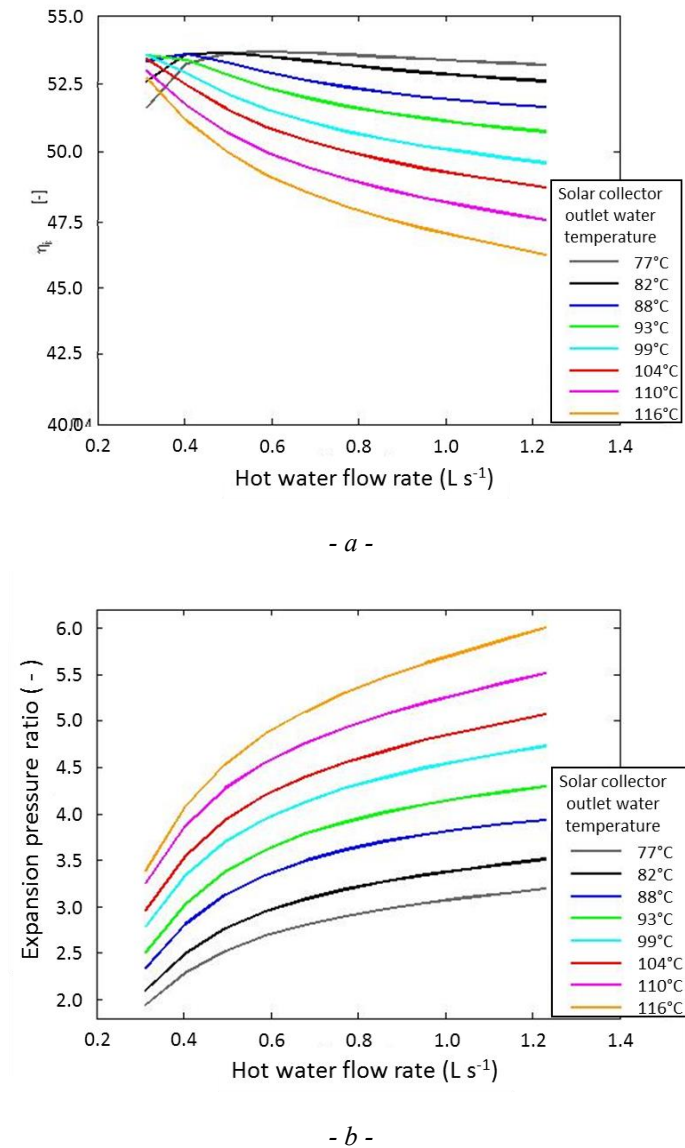 55.0
52.5
50.0
47.5
45.0
42.5
40.0
[-]
0.2 0.4 0.6 0.8 1.0 1.2 1.4
Hot water flow rate (L s⁻¹)
Solar collector
outlet water
temperature
77°C
82°C
88°C
93°C
99°C
104°C
110°C
116°C
- a -
Expansion pressure ratio ( - )
6.0
5.5
5.0
4.5
4.0
3.5
3.0
2.5
2.0
0.2 0.4 0.6 0.8 1.0 1.2 1.4
Hot water flow rate (L s⁻¹)
Solar collector
outlet water
temperature
77°C
82°C
88°C
93°C
99°C
104°C
110°C
116°C
- b -